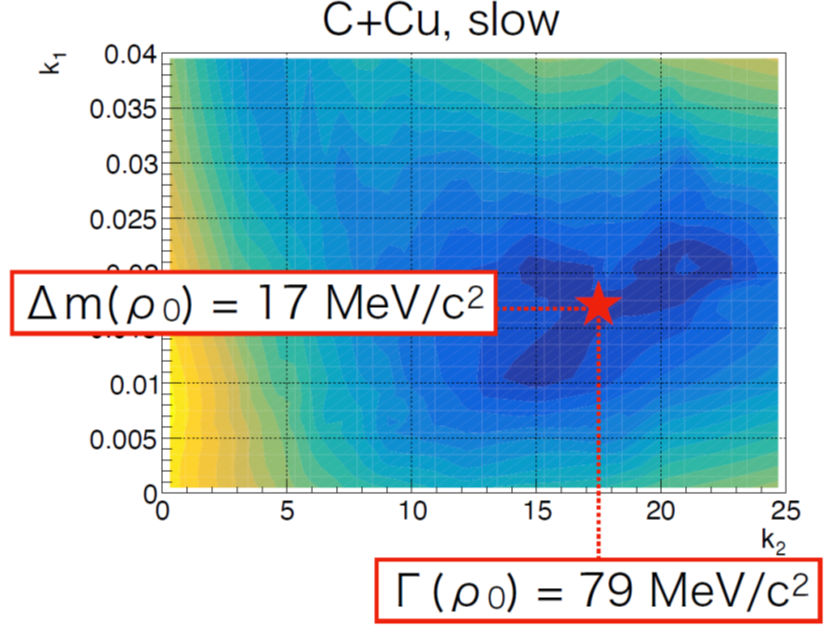 C+Cu, slow
k₁
0.04
0.035
0.03
0.025
Δm(ρ₀) = 17 MeV/c²
0.01
0.005
0
0 5 10 15 20 25
k₂
Γ(ρ₀) = 79 MeV/c²